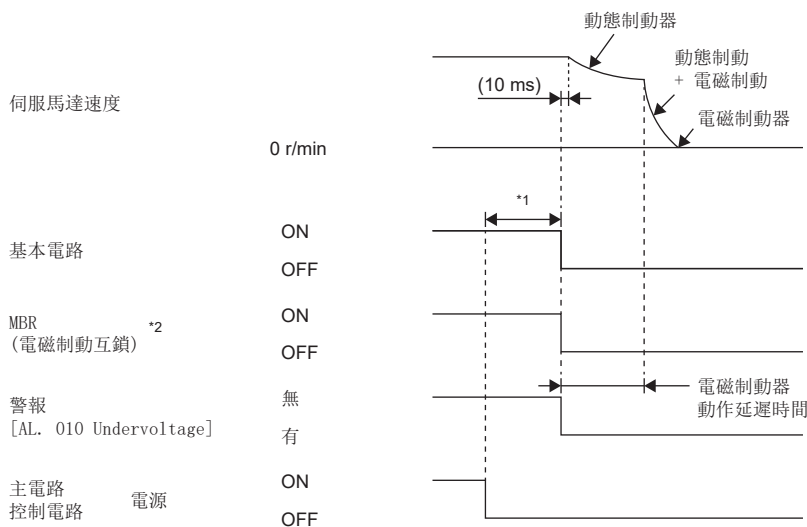 動態制動器
動態制動
+ 電磁制動
(10 ms)
電磁制動器
伺服馬達速度
0 r/min
*1
基本電路
ON
OFF
MBR
(電磁制動互鎖)
*2
ON
OFF
電磁制動器
動作延遲時間
警報
[AL. 010 Undervoltage]
無
有
主電路
控制電路
電源
ON
OFF